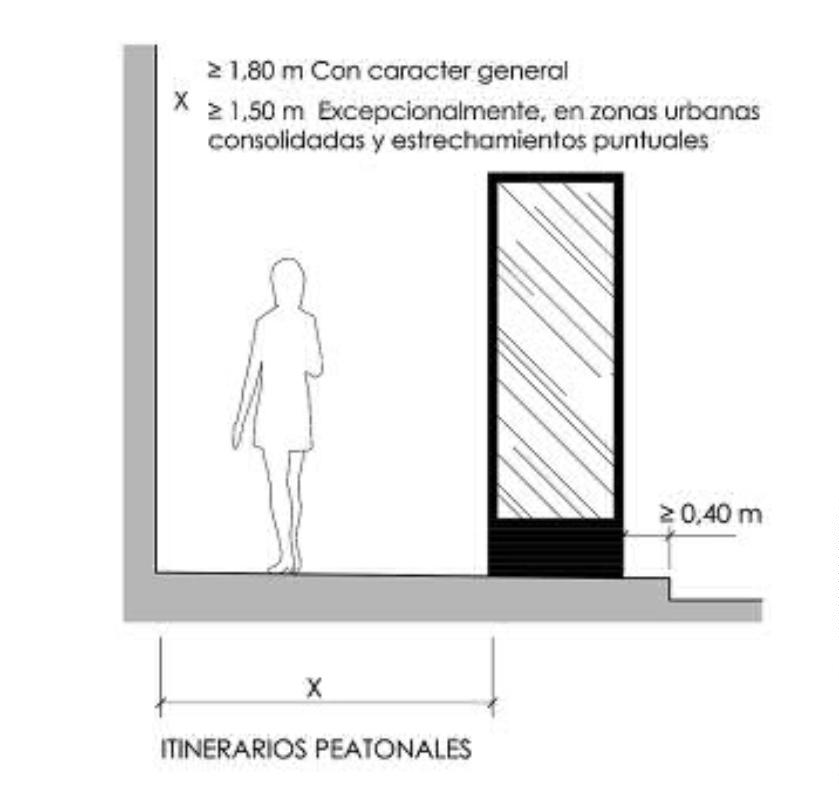 ≥ 1,80 m Con caracter general
X
≥ 1,50 m Excepcionalmente, en zonas urbanas
consolidadas y estrechamientos puntuales
≥ 0,40 m
X
ITINERARIOS PEATONALES